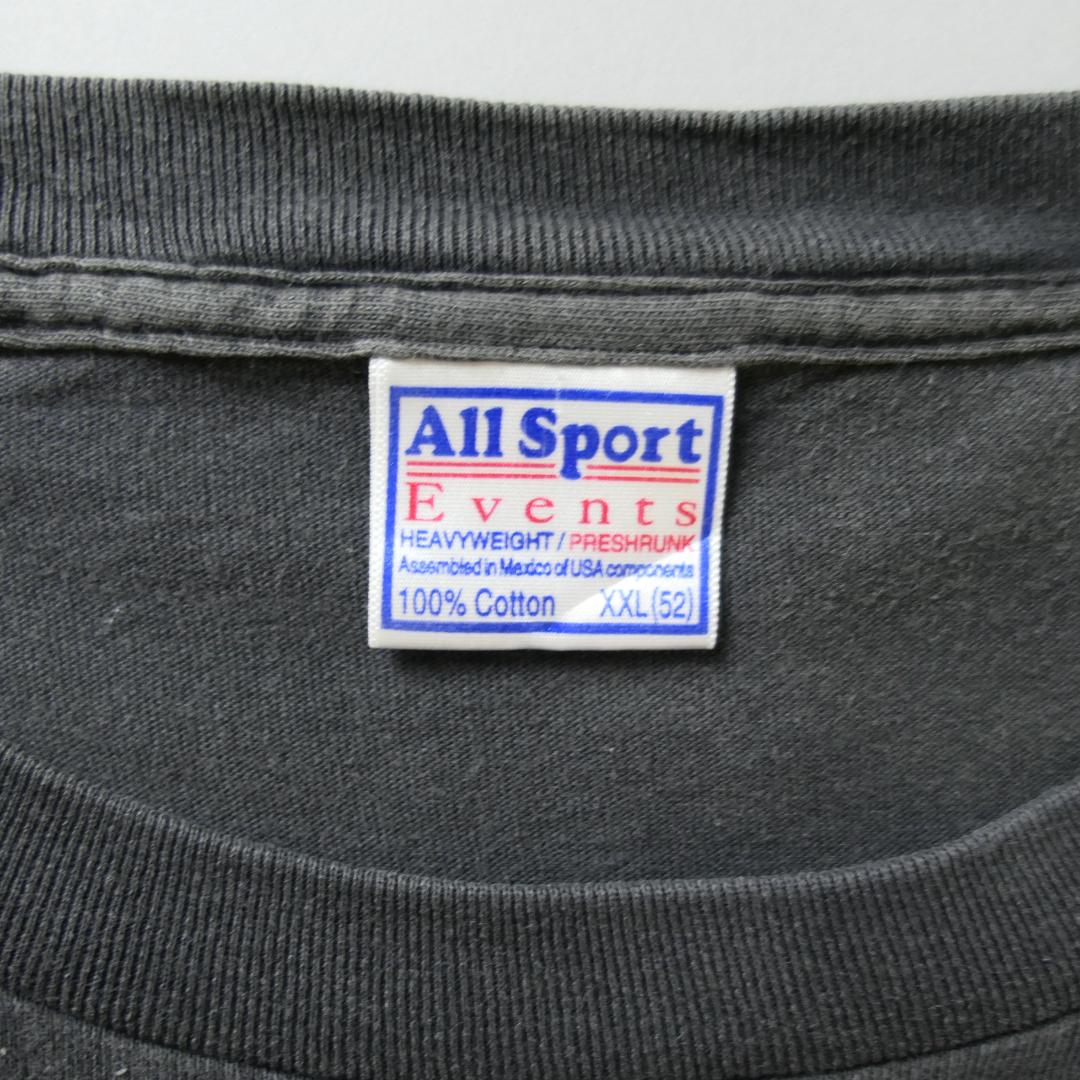 All Sport
Events
HEAVYWEIGHT / PRESHRUNK
Assembled in Mexico of USA components
100% Cotton XXL (52)